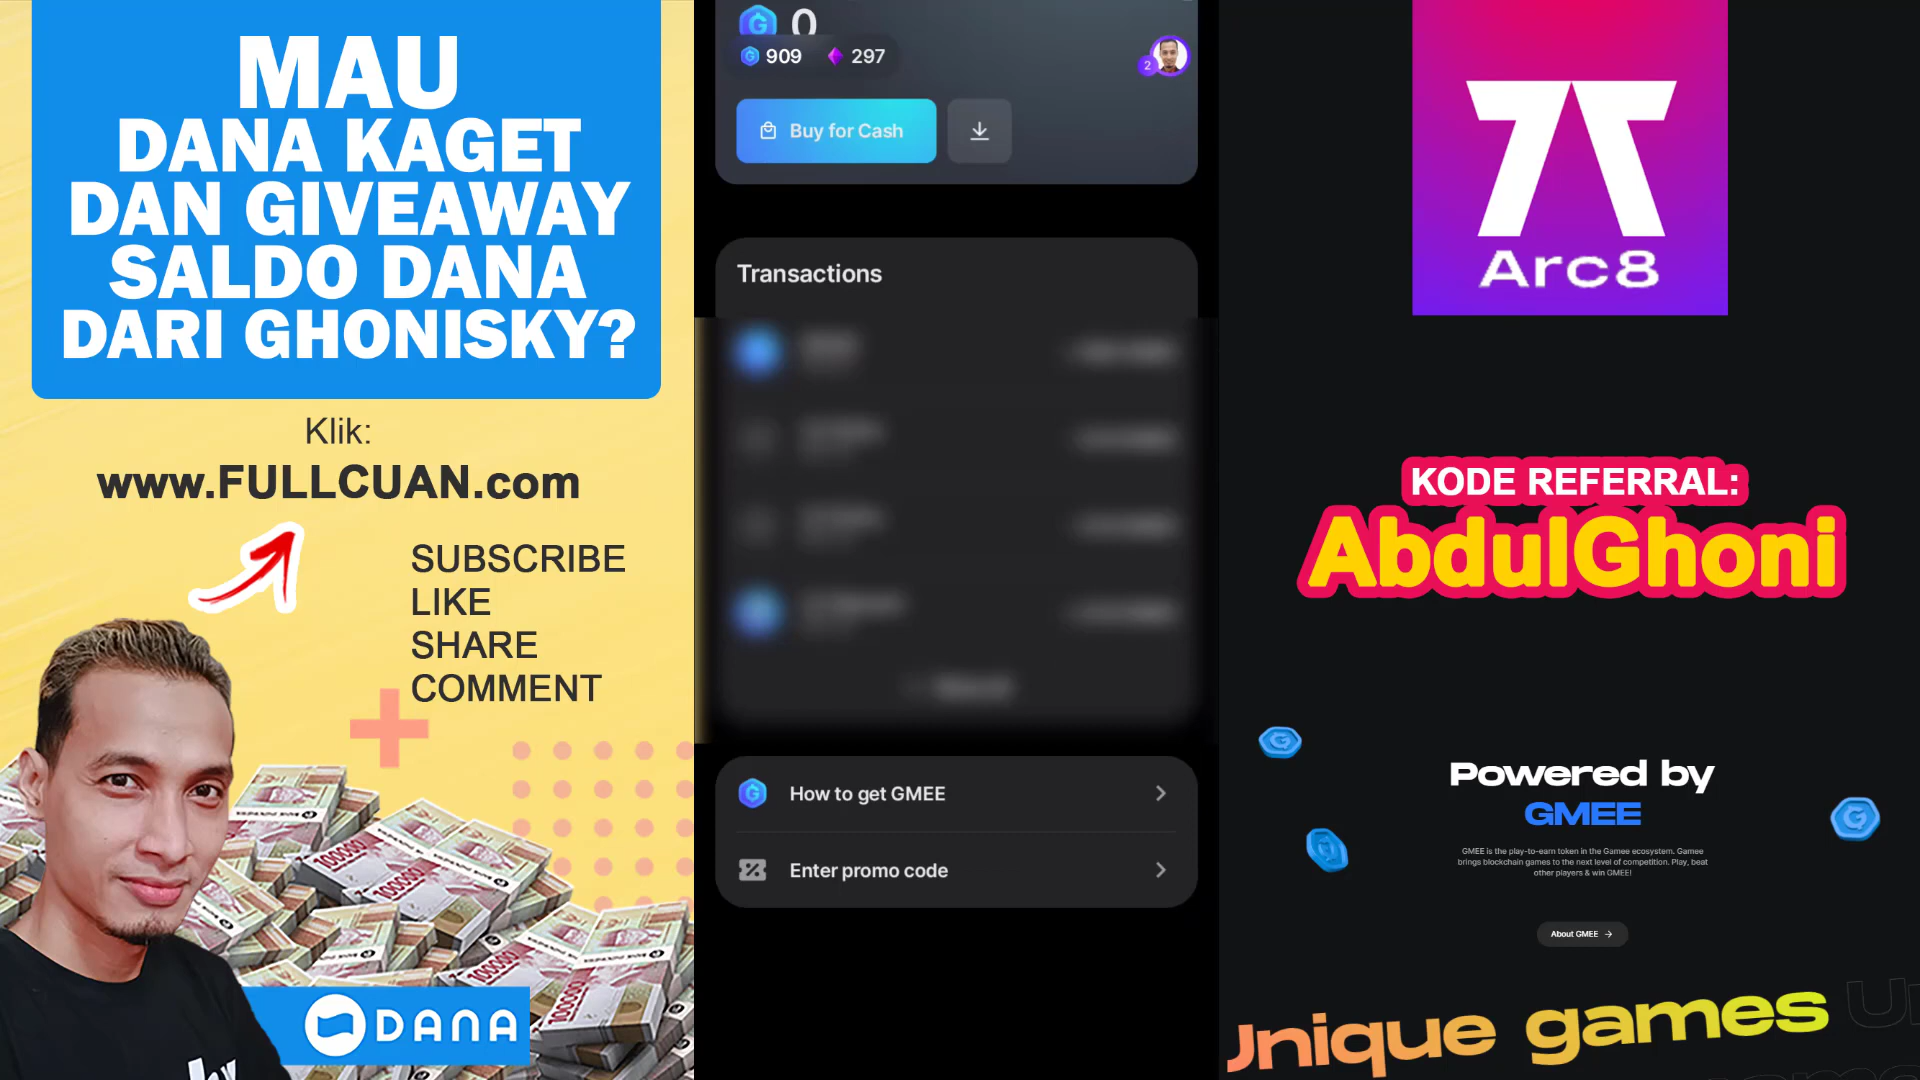 MAU
DANA KAGET
DAN GIVEAWAY
SALDO DANA
DARI GHONISKY?
Klik:
www.FULLCUAN.com
SUBSCRIBE
LIKE
SHARE
COMMENT
DANA
0
909
297
2
Buy for Cash
Transactions
How to get GMEE
Enter promo code
Arc8
KODE REFERRAL:
AbdulGhoni
Powered by
GMEE
GMEE is the play-to-earn token in the Gamee ecosystem. Gamee
brings blockchain games to the next level of competition. Play, beat
other players & win GMEE!
About GMEE →
Unique games